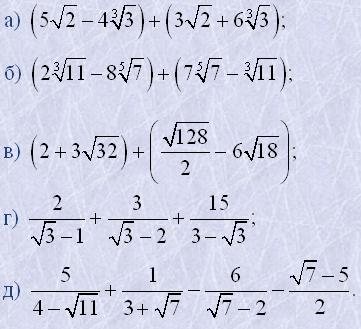 а) (5√2 − 4∛3) + (3√2 + 6∛3);
б) (2∛11 − 8⁵√7) + (7⁵√7 − ∛11);
в) (2 + 3√32) + (√128/2 − 6√18);
г) 2/(√3 − 1) + 3/(√3 − 2) + 15/(3 − √3);
д) 5/(4 − √11) + 1/(3 + √7) − 6/(√7 − 2) − (√7 − 5)/2.